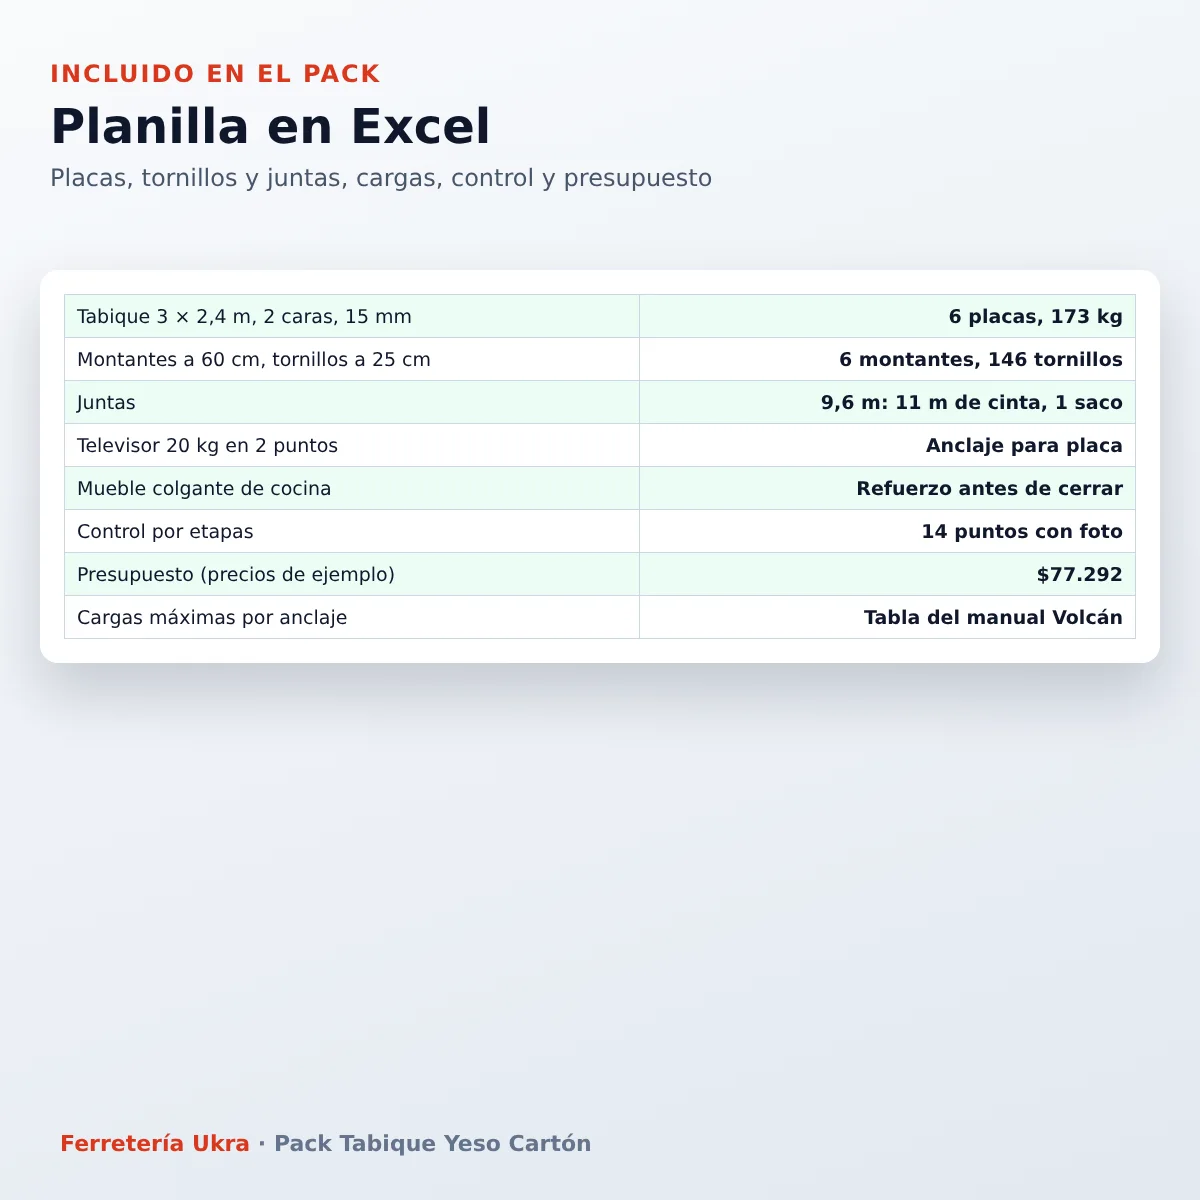 INCLUIDO EN EL PACK
Planilla en Excel
Placas, tornillos y juntas, cargas, control y presupuesto
Tabique 3 × 2,4 m, 2 caras, 15 mm 6 placas, 173 kg
Montantes a 60 cm, tornillos a 25 cm 6 montantes, 146 tornillos
Juntas 9,6 m: 11 m de cinta, 1 saco
Televisor 20 kg en 2 puntos Anclaje para placa
Mueble colgante de cocina Refuerzo antes de cerrar
Control por etapas 14 puntos con foto
Presupuesto (precios de ejemplo) $77.292
Cargas máximas por anclaje Tabla del manual Volcán
Ferretería Ukra · Pack Tabique Yeso Cartón